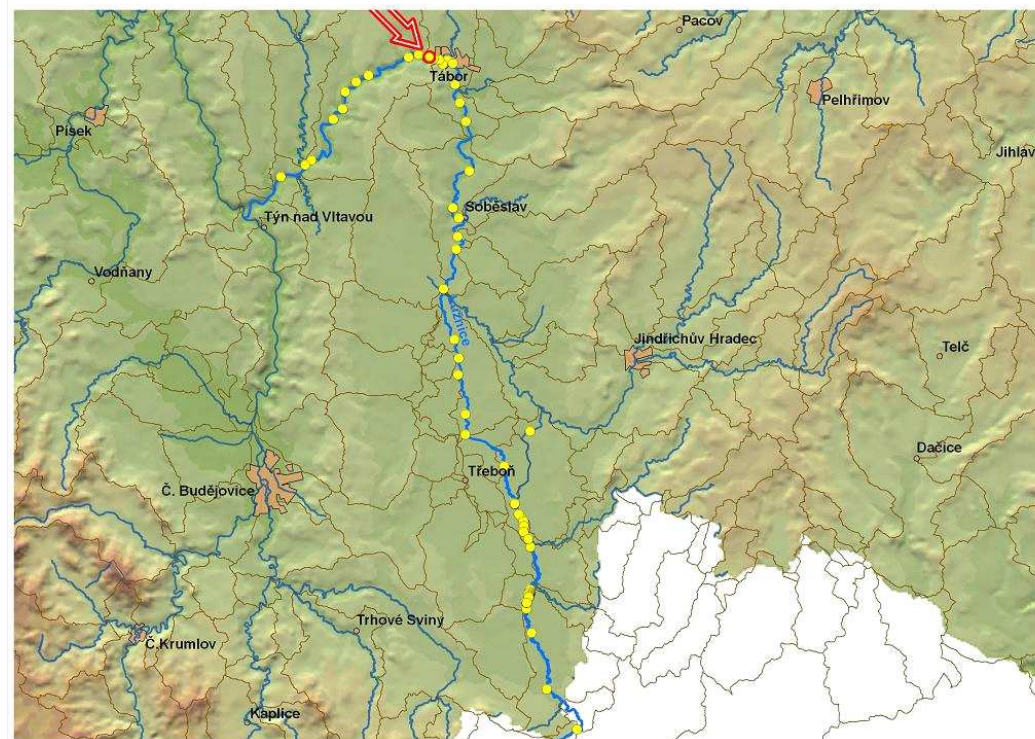 Pacov
Tábor
Pelhřimov
Písek
Jihlav
Soběslav
Týn nad Vltavou
Vodňany
Jindřichův Hradec
Telč
Dačice
Třeboň
Č. Budějovice
Trhové Sviny
Č.Krumlov
Kaplice